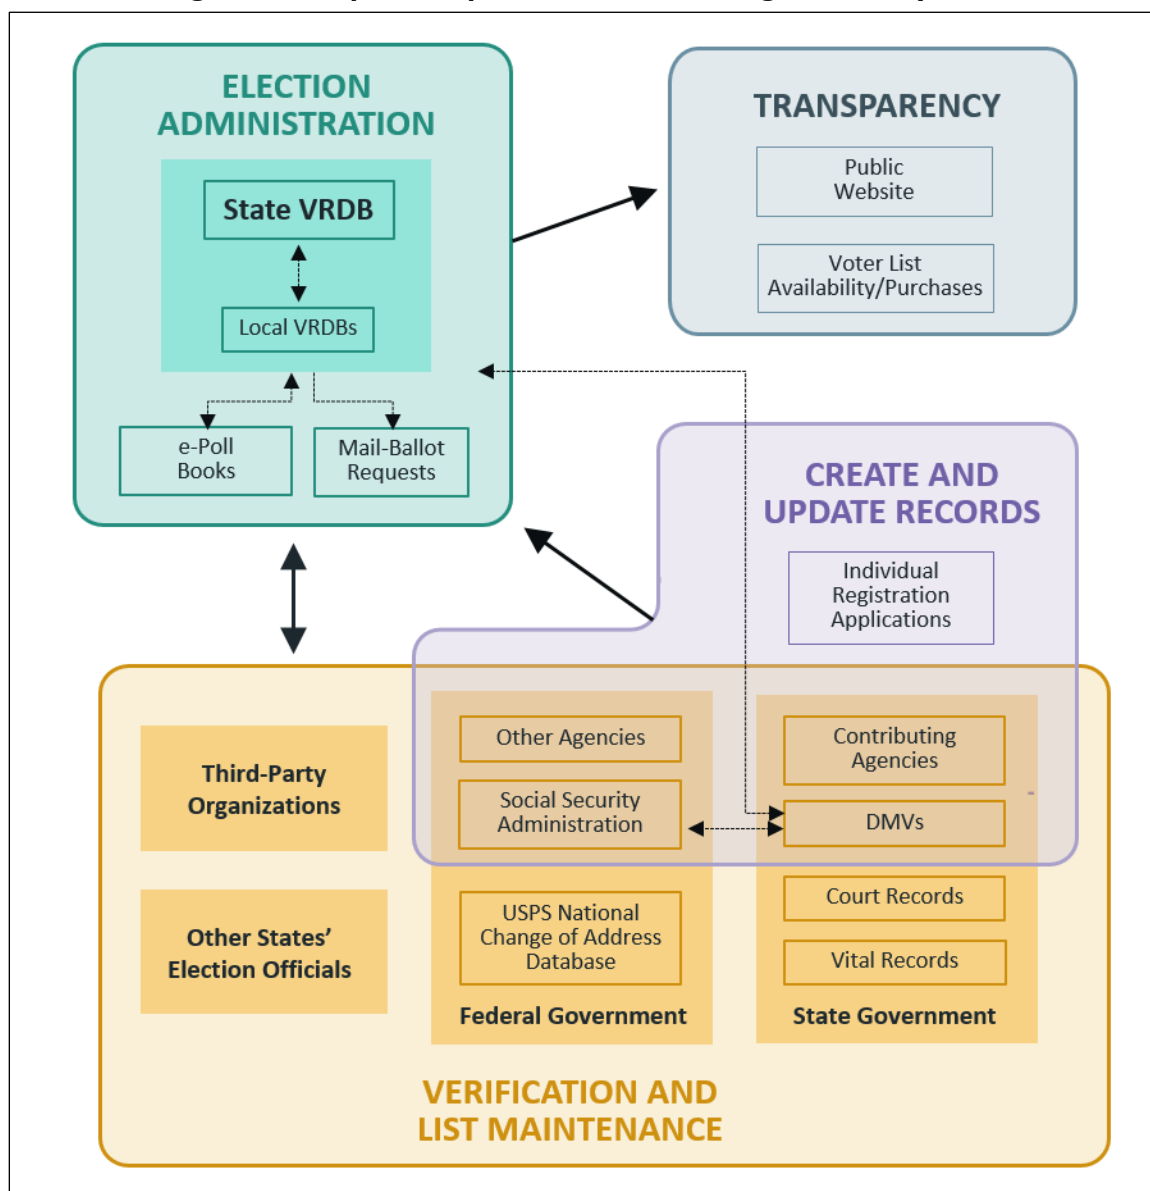 ELECTION
ADMINISTRATION
State VRDB
Local VRDBs
e-Poll
Books
Mail-Ballot
Requests
TRANSPARENCY
Public
Website
Voter List
Availability/Purchases
CREATE AND
UPDATE RECORDS
Individual
Registration
Applications
Third-Party
Organizations
Other States’
Election Officials
Other Agencies
Social Security
Administration
USPS National
Change of Address
Database
Federal Government
Contributing
Agencies
DMVs
Court Records
Vital Records
State Government
VERIFICATION AND
LIST MAINTENANCE